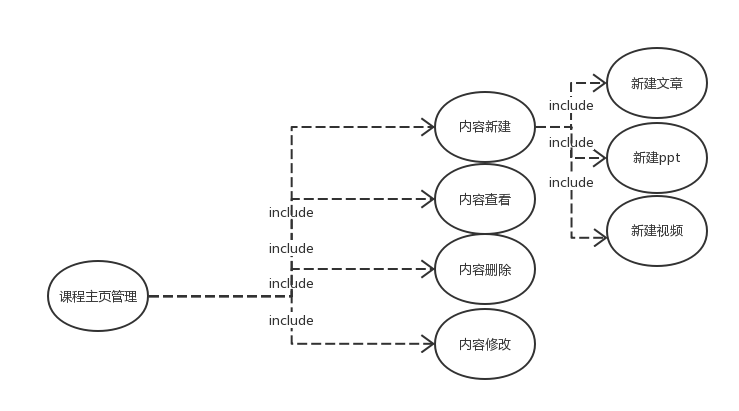 新建文章
include
内容新建
include
新建ppt
include
内容查看
include
新建视频
include
内容删除
include
课程主页管理
include
内容修改